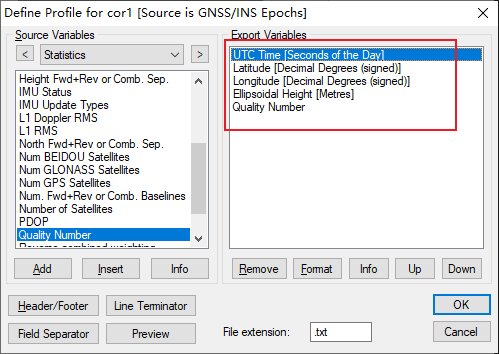 Define Profile for cor1 [Source is GNSS/INS Epochs]
Source Variables
<
Statistics
>
Height Fwd+Rev or Comb. Sep.
IMU Status
IMU Update Types
L1 Doppler RMS
L1 RMS
North Fwd+Rev or Comb. Sep.
Num BEIDOU Satellites
Num GLONASS Satellites
Num GPS Satellites
Num. Fwd+Rev or Comb. Baselines
Number of Satellites
PDOP
Quality Number
Reverse combined weighting
Add
Insert
Info
Export Variables
UTC Time [Seconds of the Day]
Latitude [Decimal Degrees (signed)]
Longitude [Decimal Degrees (signed)]
Ellipsoidal Height [Metres]
Quality Number
Remove
Format
Info
Up
Down
Header/Footer
Line Terminator
Field Separator
Preview
File extension:
.txt
OK
Cancel